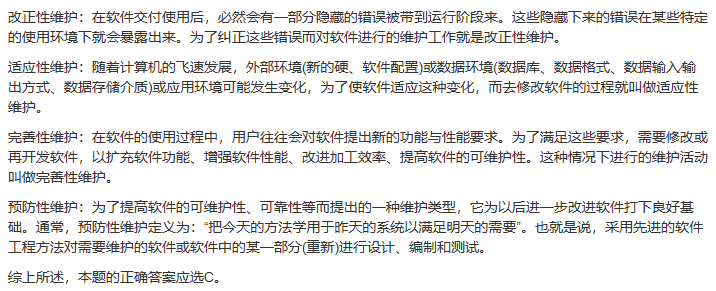 改正性维护：在软件交付使用后，必然会有一部分隐藏的错误被带到运行阶段来。这些隐藏下来的错误在某些特定
的使用环境下就会暴露出来。为了纠正这些错误而对软件进行的维护工作就是改正性维护。
适应性维护：随着计算机的飞速发展，外部环境(新的硬、软件配置)或数据环境(数据库、数据格式、数据输入/输
出方式、数据存储介质)或应用环境可能发生变化，为了使软件适应这种变化，而去修改软件的过程就叫做适应性
维护。
完善性维护：在软件的使用过程中，用户往往会对软件提出新的功能与性能要求。为了满足这些要求，需要修改或
再开发软件，以扩充软件功能、增强软件性能、改进加工效率、提高软件的可维护性。这种情况下进行的维护活动
叫做完善性维护。
预防性维护：为了提高软件的可维护性、可靠性等而提出的一种维护类型，它为以后进一步改进软件打下良好基
础。通常，预防性维护定义为：“把今天的方法学用于昨天的系统以满足明天的需要”。也就是说，采用先进的软件
工程方法对需要维护的软件或软件中的某一部分(重新)进行设计、编制和测试。
综上所述，本题的正确答案应选C。